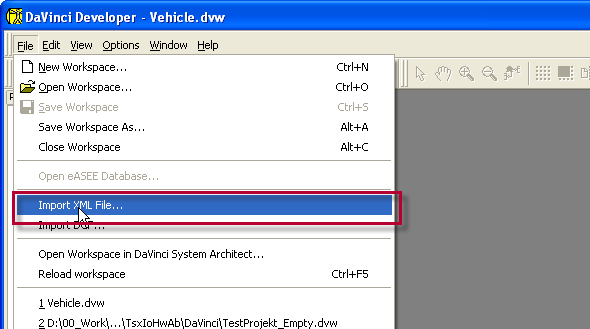 DaVinci Developer - Vehicle.dvw
File Edit View Options Window Help
New Workspace... Ctrl+N
Open Workspace... Ctrl+O
Save Workspace Ctrl+S
Save Workspace As... Alt+A
Close Workspace Alt+C
Open eASEE Database...
Import XML File...
Import DCF...
Open Workspace in DaVinci System Architect...
Reload workspace Ctrl+F5
1 Vehicle.dvw
2 D:\00_Work\...\TsxIoHwAb\DaVinci\TestProjekt_Empty.dvw